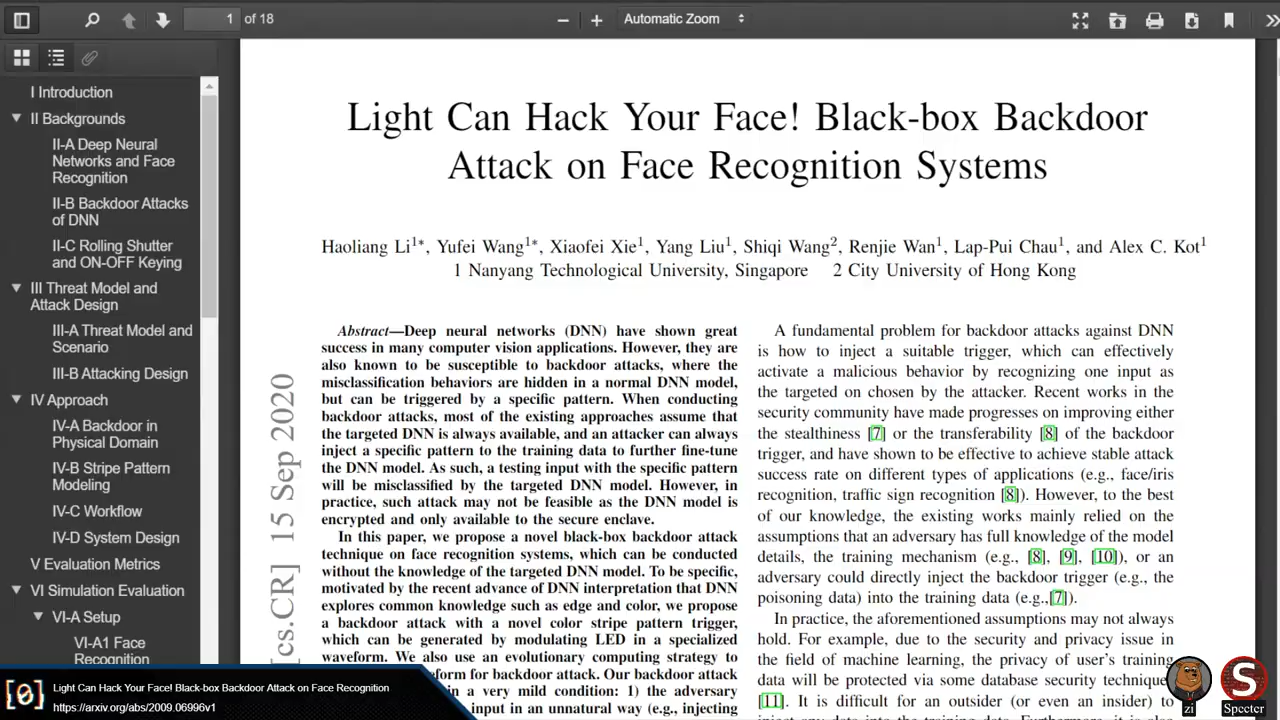 1 of 18
Automatic Zoom
I Introduction
II Backgrounds
II-A Deep Neural
Networks and Face
Recognition
II-B Backdoor Attacks
of DNN
II-C Rolling Shutter
and ON-OFF Keying
III Threat Model and
Attack Design
III-A Threat Model and
Scenario
III-B Attacking Design
IV Approach
IV-A Backdoor in
Physical Domain
IV-B Stripe Pattern
Modeling
IV-C Workflow
IV-D System Design
V Evaluation Metrics
VI Simulation Evaluation
VI-A Setup
VI-A1 Face
Recognition
Light Can Hack Your Face! Black-box Backdoor
Attack on Face Recognition Systems
Haoliang Li1*, Yufei Wang1*, Xiaofei Xie1, Yang Liu1, Shiqi Wang2, Renjie Wan1, Lap-Pui Chau1, and Alex C. Kot1
1 Nanyang Technological University, Singapore 2 City University of Hong Kong
[cs.CR] 15 Sep 2020
Abstract—Deep neural networks (DNN) have shown great
success in many computer vision applications. However, they are
also known to be susceptible to backdoor attacks, where the
misclassification behaviors are hidden in a normal DNN model,
but can be triggered by a specific pattern. When conducting
backdoor attacks, most of the existing approaches assume that
the targeted DNN is always available, and an attacker can always
inject a specific pattern to the training data to further fine-tune
the DNN model. As such, a testing input with the specific pattern
will be misclassified by the targeted DNN model. However, in
practice, such attack may not be feasible as the DNN model is
encrypted and only available to the secure enclave.
In this paper, we propose a novel black-box backdoor attack
technique on face recognition systems, which can be conducted
without the knowledge of the targeted DNN model. To be specific,
motivated by the recent advance of DNN interpretation that DNN
explores common knowledge such as edge and color, we propose
a backdoor attack with a novel color stripe pattern trigger,
which can be generated by modulating LED in a specialized
waveform. We also use an evolutionary computing strategy to
form for backdoor attack. Our backdoor attack
in a very mild condition: 1) the adversary
input in an unnatural way (e.g., injecting
A fundamental problem for backdoor attacks against DNN
is how to inject a suitable trigger, which can effectively
activate a malicious behavior by recognizing one input as
the targeted on chosen by the attacker. Recent works in the
security community have made progresses on improving either
the stealthiness [7] or the transferability [8] of the backdoor
trigger, and have shown to be effective to achieve stable attack
success rate on different types of applications (e.g., face/iris
recognition, traffic sign recognition [8]). However, to the best
of our knowledge, the existing works mainly relied on the
assumptions that an adversary has full knowledge of the model
details, the training mechanism (e.g., [8], [9], [10]), or an
adversary could directly inject the backdoor trigger (e.g., the
poisoning data) into the training data (e.g.,[7]).
In practice, the aforementioned assumptions may not always
hold. For example, due to the security and privacy issue in
the field of machine learning, the privacy of user's training
data will be protected via some database security technique
[11]. It is difficult for an outsider (or even an insider) to
[0]
Light Can Hack Your Face! Black-box Backdoor Attack on Face Recognition
https://arxiv.org/abs/2009.06996v1
zi
S
Specter